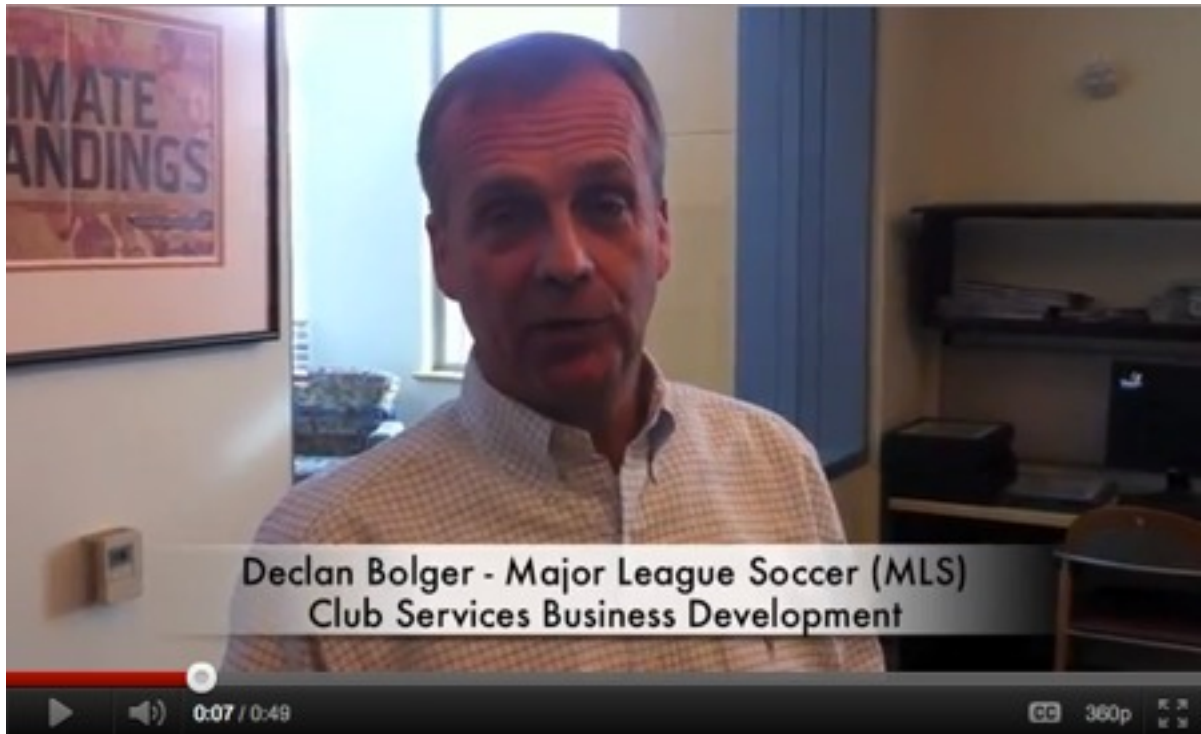 IMATE
ANDINGS
Declan Bolger - Major League Soccer (MLS)
Club Services Business Development
0:07 / 0:49
CC
360p